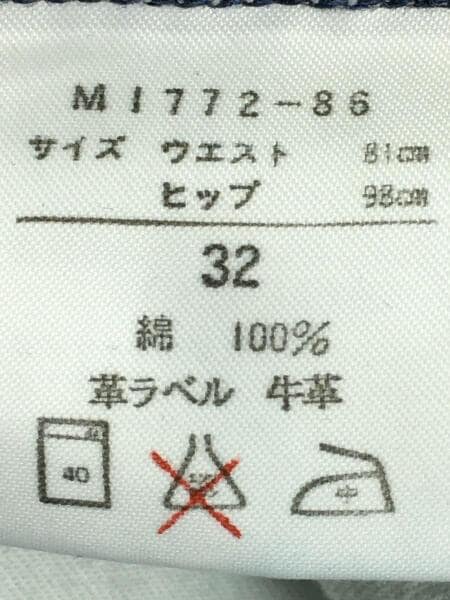 M1772-86
サイズ ウエスト 81cm
ヒップ 98cm
32
綿 100%
革ラベル 牛革
40 中